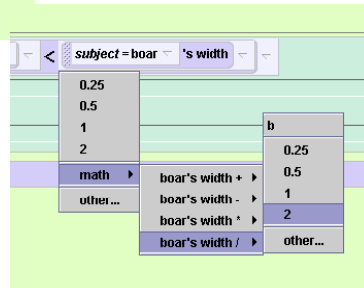 < subject = boar 's width
0.25
0.5
1
2
math
other...
boar's width +
boar's width -
boar's width *
boar's width /
b
0.25
0.5
1
2
other...